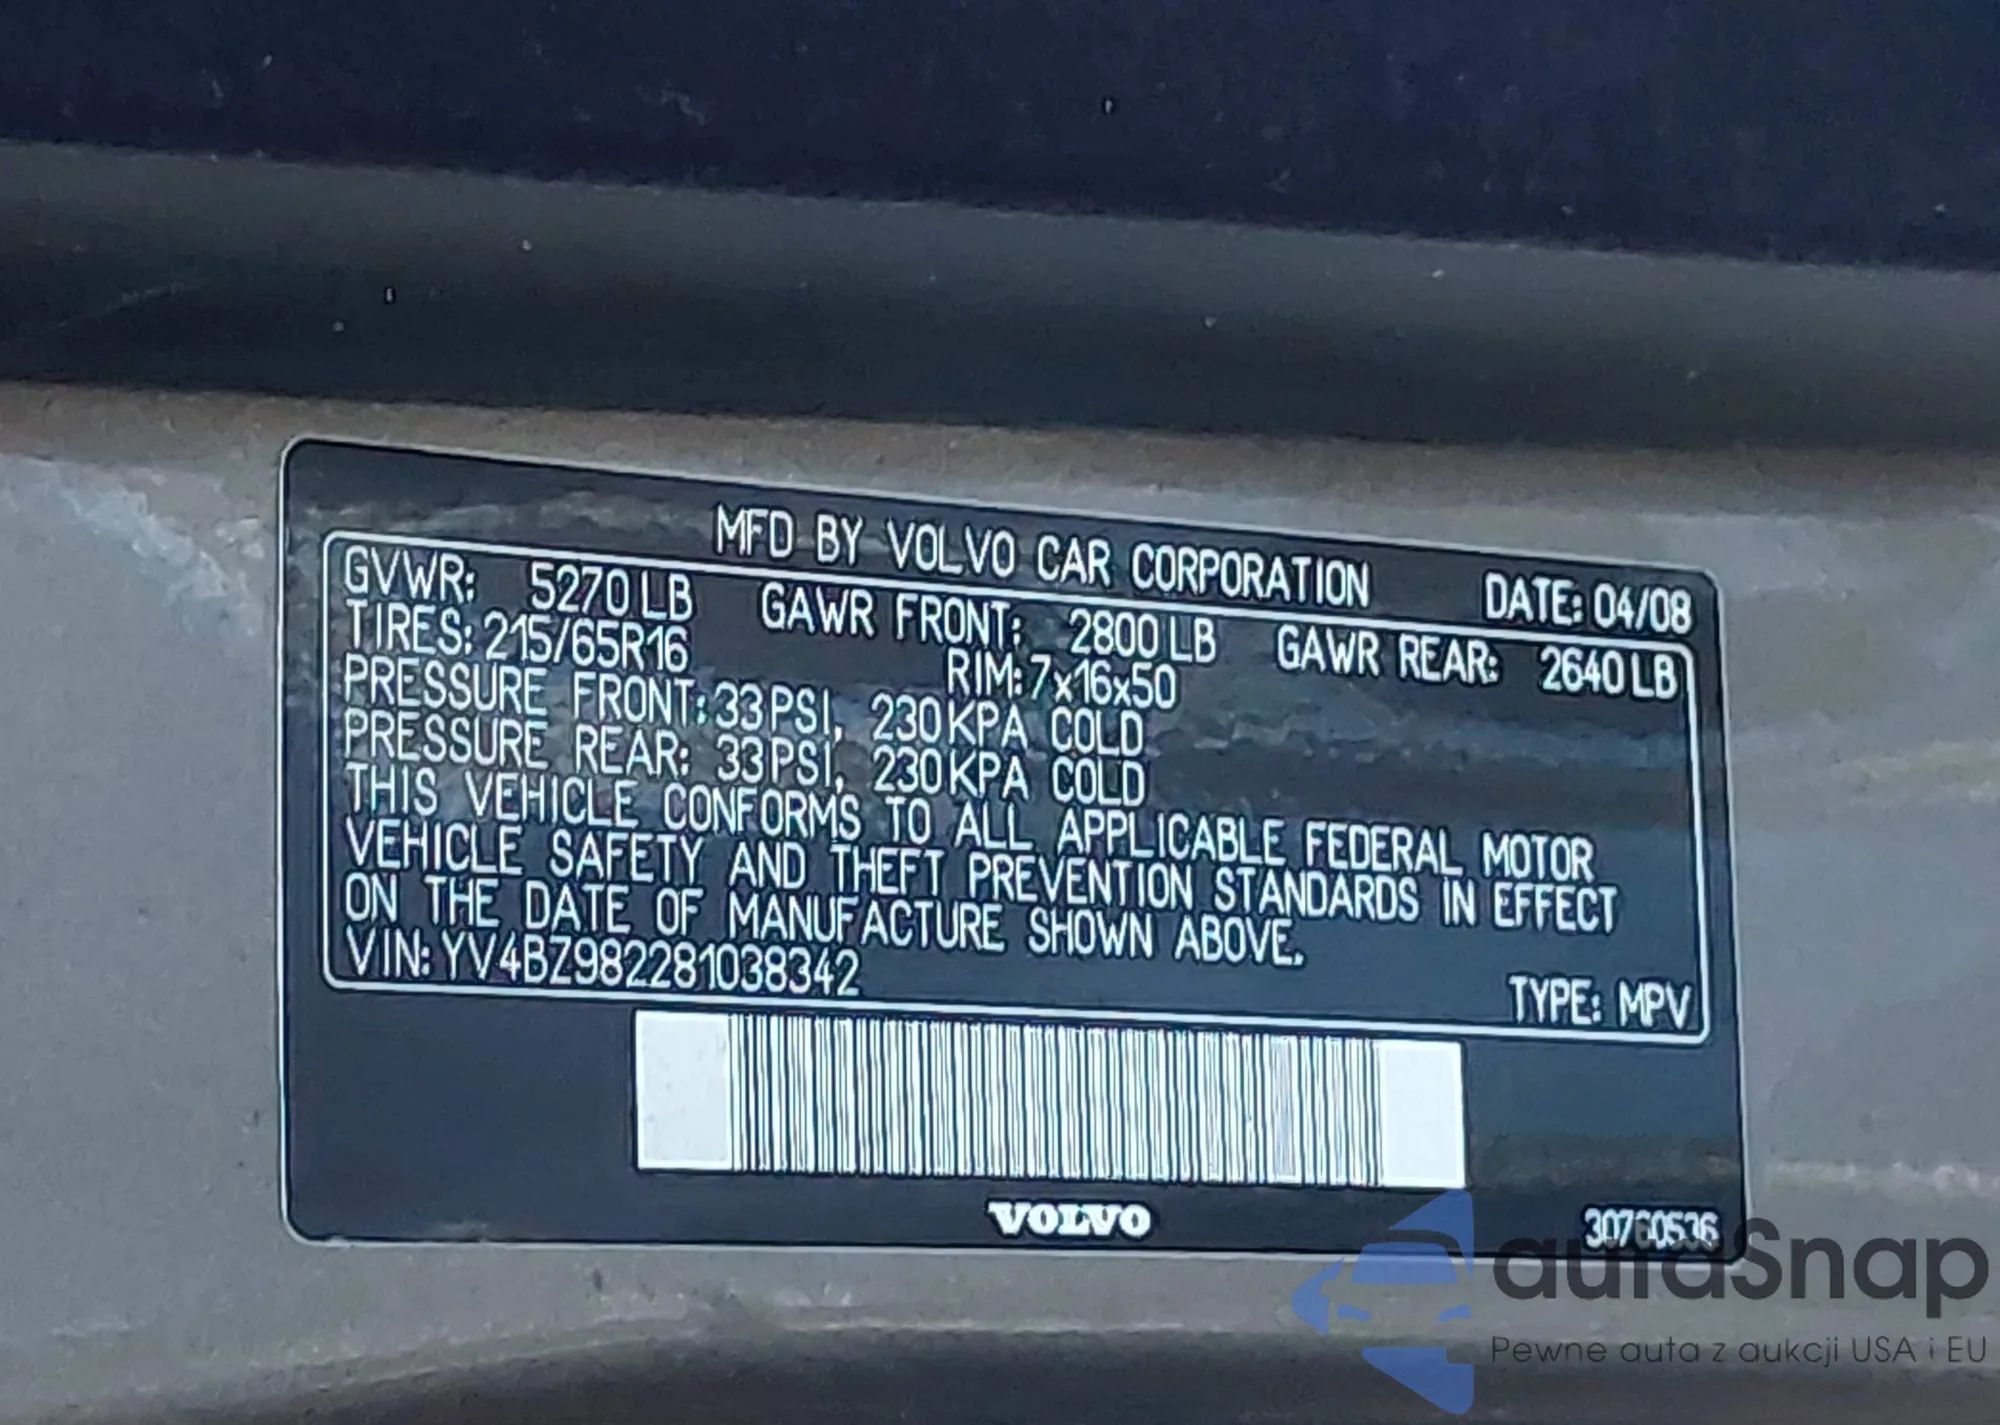 MFD BY VOLVO CAR CORPORATION DATE: 04/08
GVWR: 5270 LB GAWR FRONT: 2800 LB GAWR REAR: 2640 LB
TIRES: 215/65R16 RIM: 7x16x50
PRESSURE FRONT: 33 PSI, 230 KPA COLD
PRESSURE REAR: 33 PSI, 230 KPA COLD
THIS VEHICLE CONFORMS TO ALL APPLICABLE FEDERAL MOTOR
VEHICLE SAFETY AND THEFT PREVENTION STANDARDS IN EFFECT
ON THE DATE OF MANUFACTURE SHOWN ABOVE.
VIN: YV4BZ982281038342 TYPE: MPV
VOLVO 30760536
autaSnap
Pewne auta z aukcji USA i EU